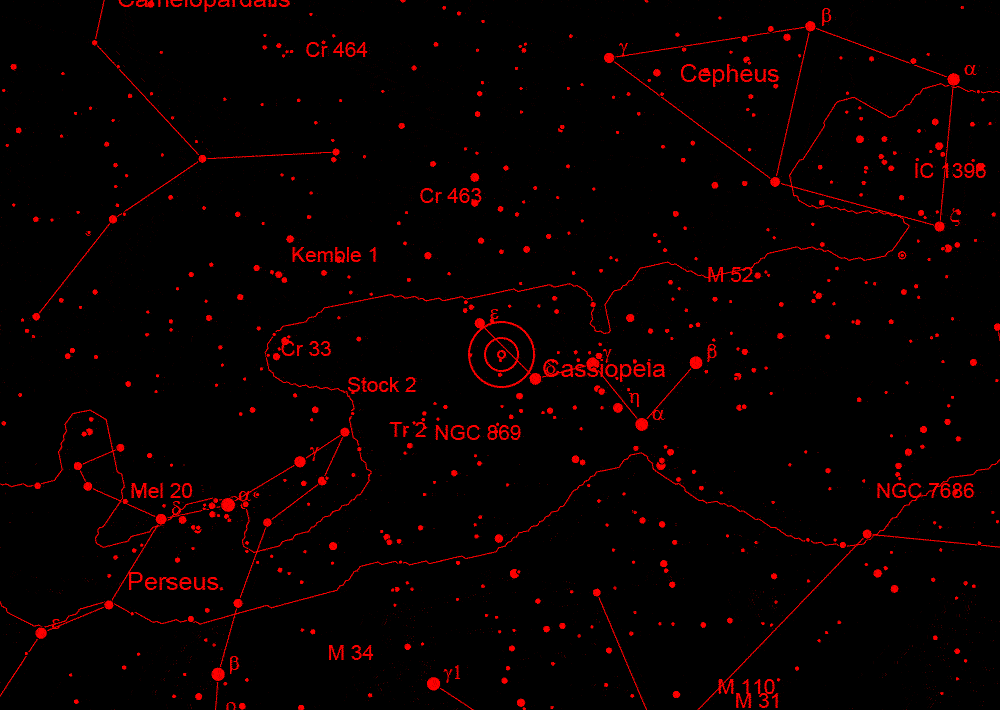 Camelopardalis
β
γ
Cr 464
α
Cepheus
IC 1396
Cr 463
ζ
Kemble 1
M 52
ε
Cr 33
γ
β
δ
Cassiopeia
Stock 2
η
α
Tr 2
NGC 869
γ
Mel 20
α
δ
NGC 7686
Perseus
ε
M 34
β
γ1
M 110
M 31
ρ